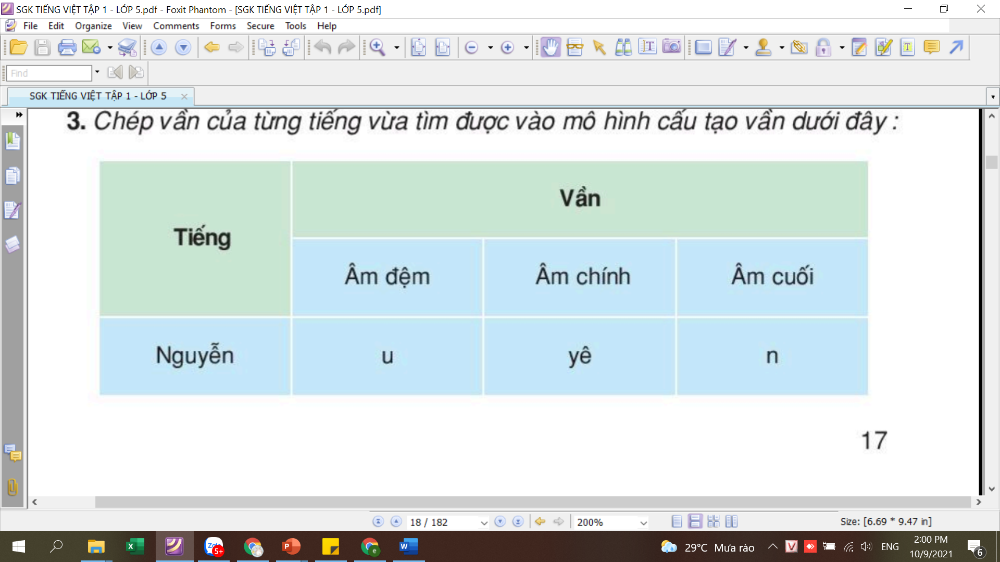 SGK TIẾNG VIỆT TẬP 1 - LỚP 5.pdf - Foxit Phantom - [SGK TIẾNG VIỆT TẬP 1 - LỚP 5.pdf]
File Edit Organize View Comments Forms Secure Tools Help
Find
SGK TIẾNG VIỆT TẬP 1 - LỚP 5
3. Chép vần của từng tiếng vừa tìm được vào mô hình cấu tạo vần dưới đây :
Tiếng
Vần
Âm đệm Âm chính Âm cuối
Nguyễn u yê n
17
18 / 182 200% Size: [6.69 * 9.47 in]
Zalo 5+ 29°C Mưa rào ENG 2:00 PM
10/9/2021 6